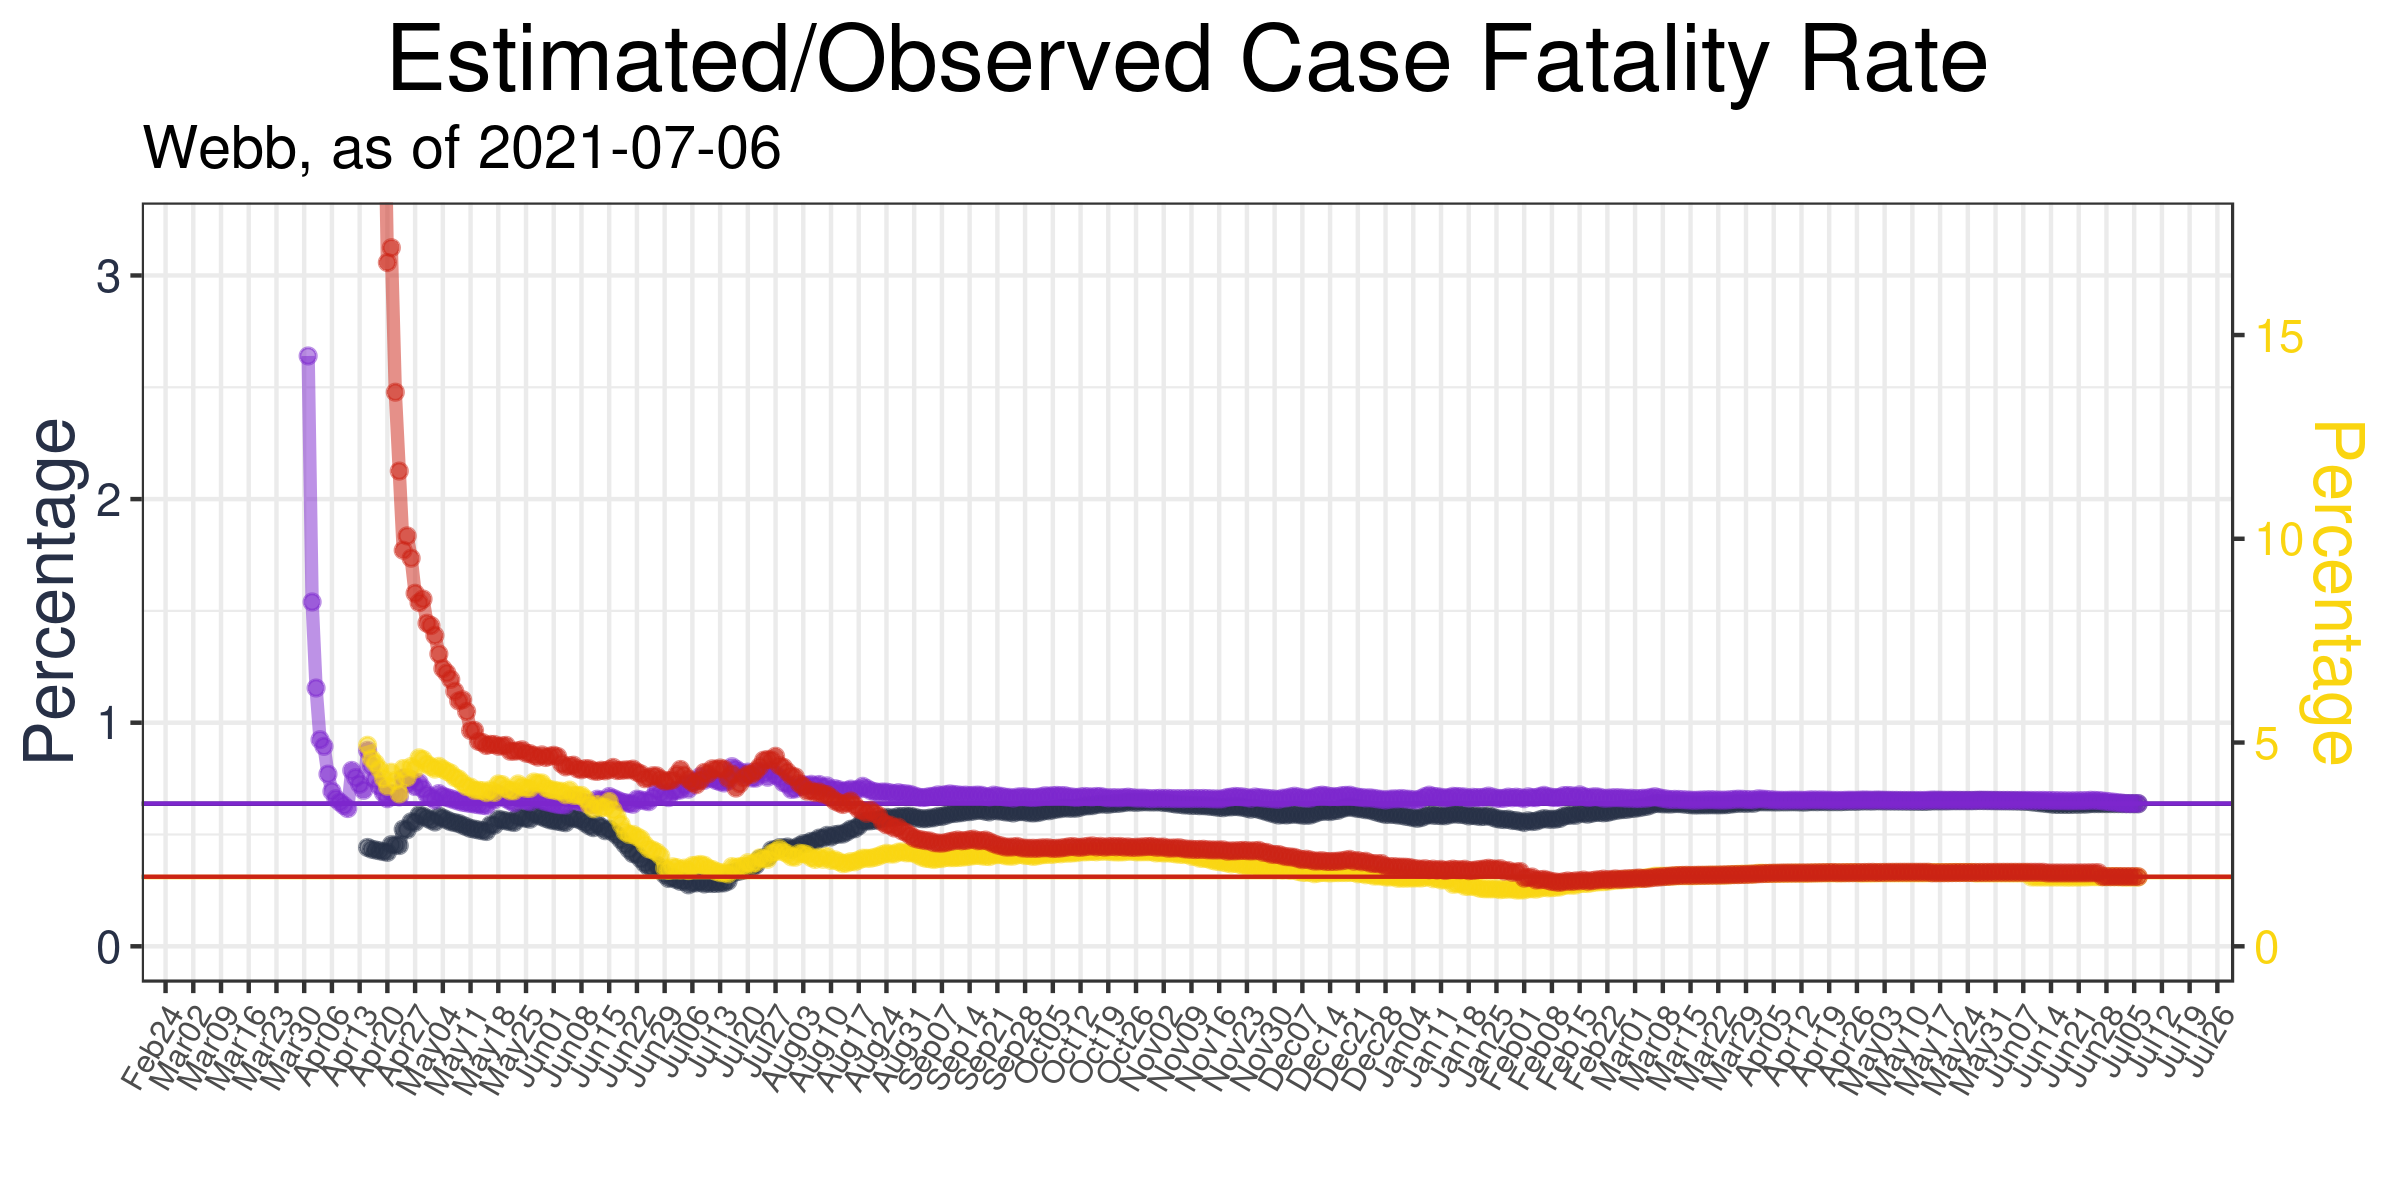 Estimated/Observed Case Fatality Rate
Webb, as of 2021-07-06
Percentage
3
2
1
0
15
10
5
0
Percentage
Feb24
Mar02
Mar09
Mar16
Mar23
Mar30
Apr06
Apr13
Apr20
Apr27
May04
May11
May18
May25
Jun01
Jun08
Jun15
Jun22
Jun29
Jul06
Jul13
Jul20
Jul27
Aug03
Aug10
Aug17
Aug24
Aug31
Sep07
Sep14
Sep21
Sep28
Oct05
Oct12
Oct19
Oct26
Nov02
Nov09
Nov16
Nov23
Nov30
Dec07
Dec14
Dec21
Dec28
Jan04
Jan11
Jan18
Jan25
Feb01
Feb08
Feb15
Feb22
Mar01
Mar08
Mar15
Mar22
Mar29
Apr05
Apr12
Apr19
Apr26
May03
May10
May17
May24
May31
Jun07
Jun14
Jun21
Jun28
Jul05
Jul12
Jul19
Jul26